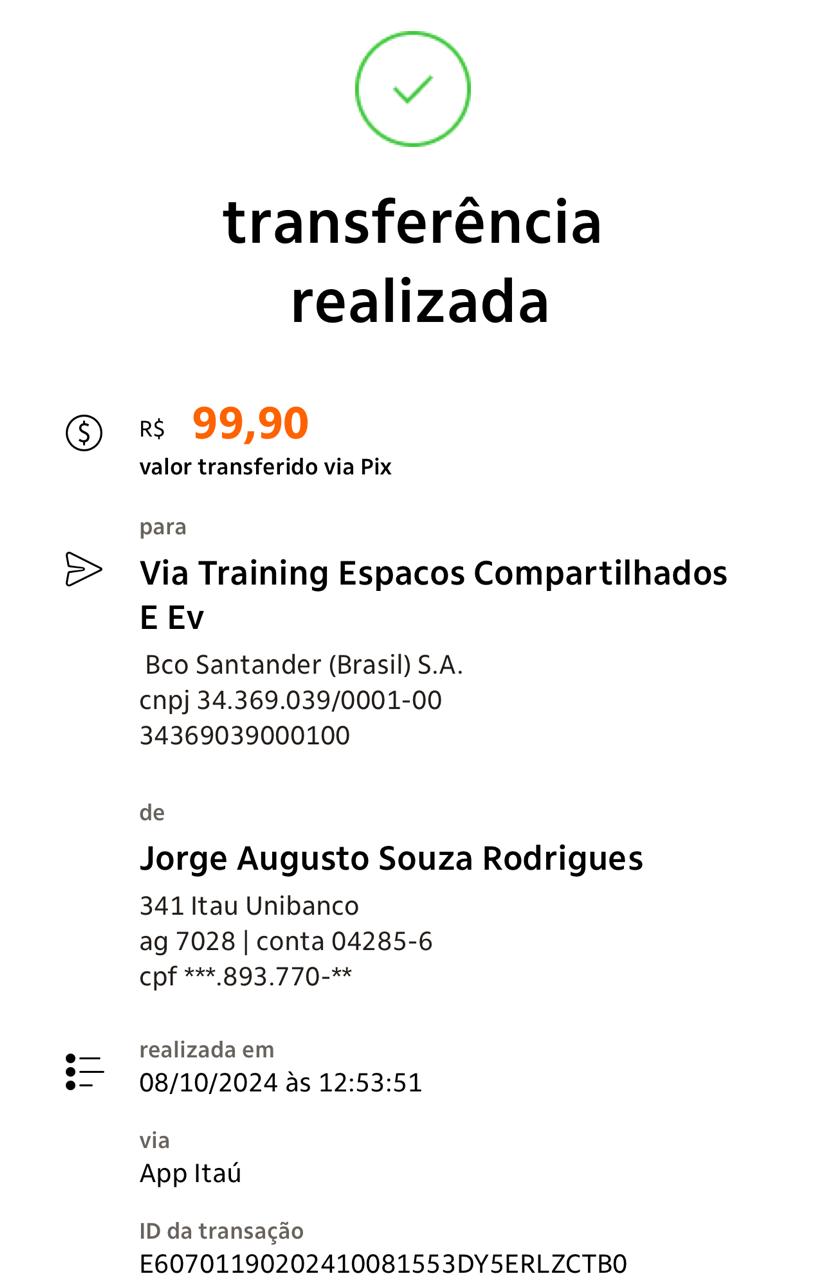 transferência
realizada
R$ 99,90
valor transferido via Pix
para
Via Training Espacos Compartilhados
E Ev
Bco Santander (Brasil) S.A.
cnpj 34.369.039/0001-00
34369039000100
de
Jorge Augusto Souza Rodrigues
341 Itau Unibanco
ag 7028 | conta 04285-6
cpf ***.893.770-**
realizada em
08/10/2024 às 12:53:51
via
App Itaú
ID da transação
E60701190202410081553DY5ERLZCTB0